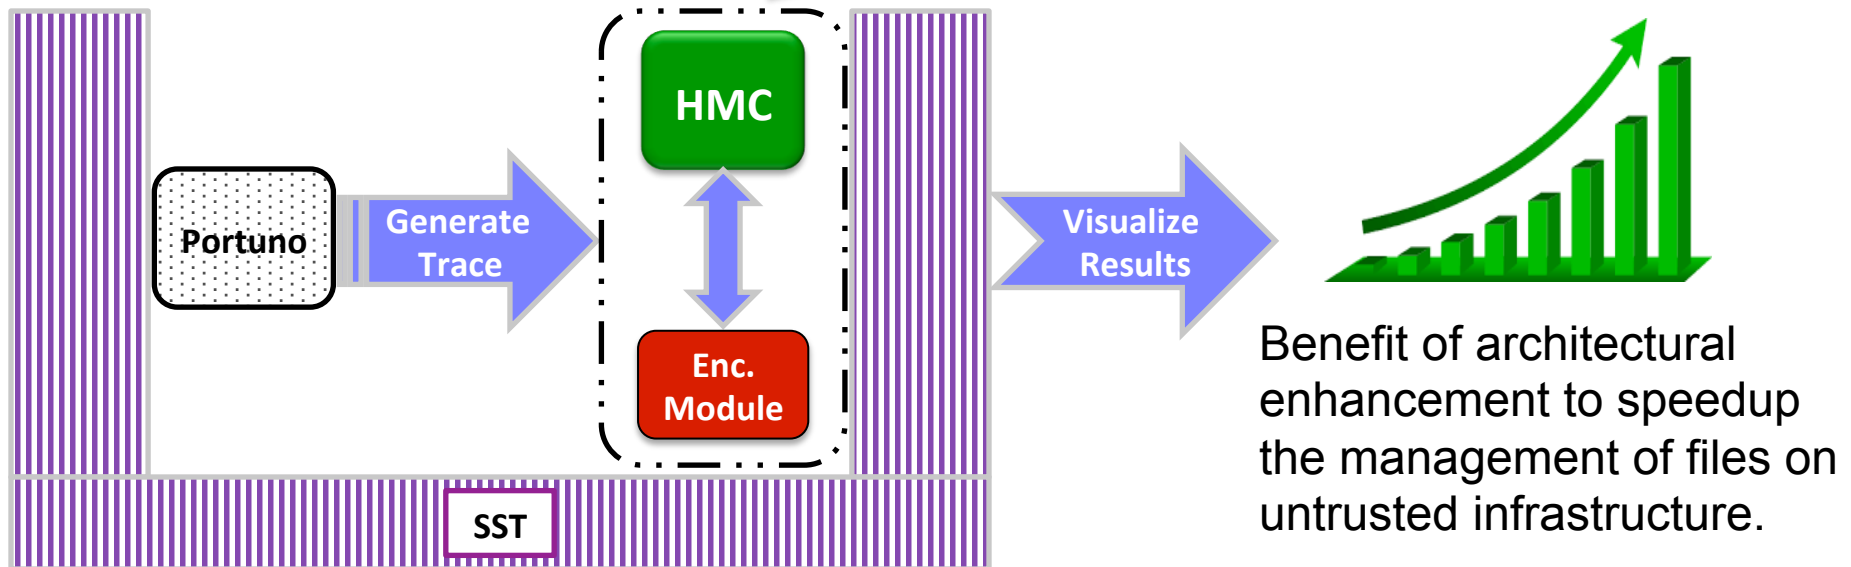 HMC
Portuno
Generate
Trace
Enc.
Module
SST
Visualize
Results
Benefit of architectural
enhancement to speedup
the management of files on
untrusted infrastructure.